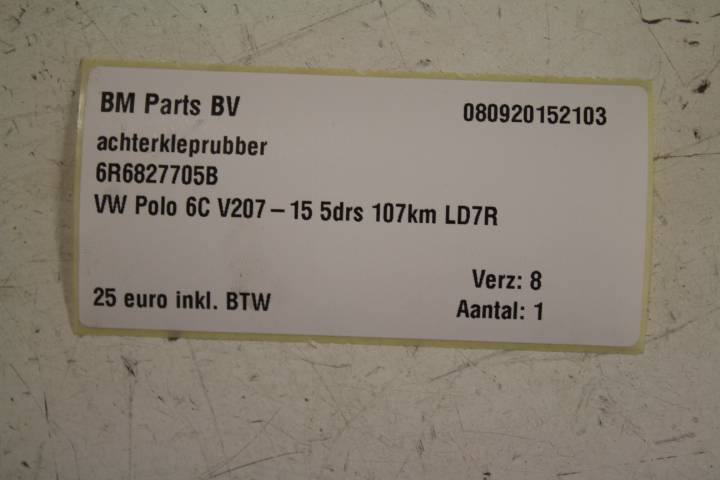 BM Parts BV 080920152103
achterkleprubber
6R6827705B
VW Polo 6C V207-15 5drs 107km LD7R
Verz: 8
25 euro inkl. BTW Aantal: 1